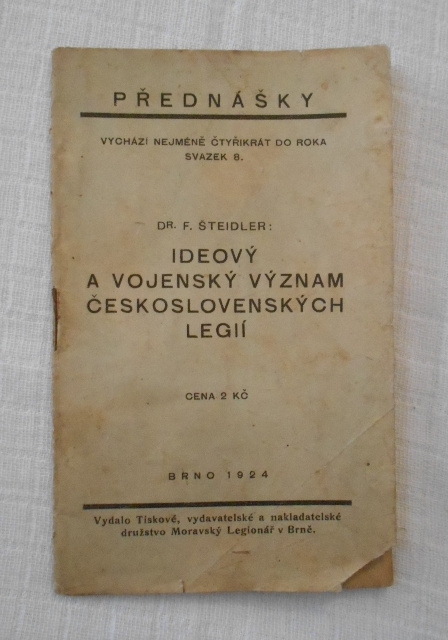 PŘEDNÁŠKY
VYCHÁZÍ NEJMÉNĚ ČTYŘIKRÁT DO ROKA
SVAZEK 8.
DR. F. ŠTEIDLER:
IDEOVÝ
A VOJENSKÝ VÝZNAM
ČESKOSLOVENSKÝCH
LEGIÍ
CENA 2 KČ
BRNO 1924
Vydalo Tiskové, vydavatelské a nakladatelské
družstvo Moravský Legionář v Brně.